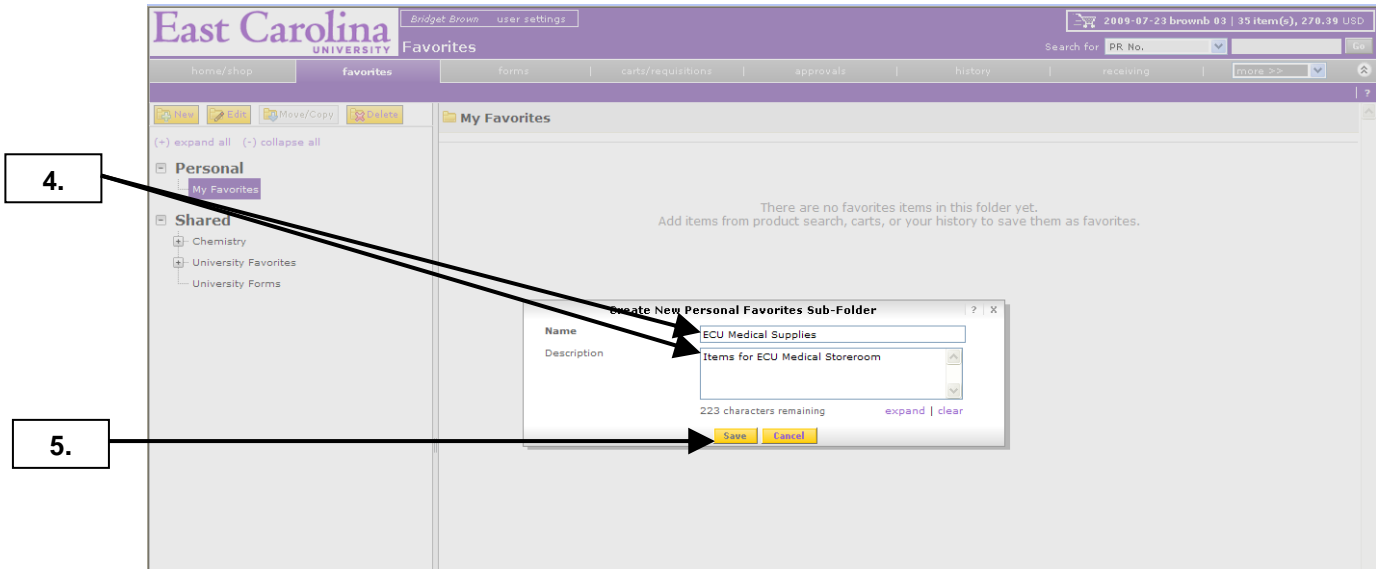 East Carolina
UNIVERSITY
Bridget Brown user settings
2009-07-23 brownb 03 | 35 item(s), 270.39 USD
Favorites
Search for PR No. Go
home/shop favorites forms | carts/requisitions | approvals | history | receiving | more >>
| ?
New Edit Move/Copy Delete
My Favorites
(+) expand all (-) collapse all
Personal
4.
My Favorites
There are no favorites items in this folder yet.
Shared
Add items from product search, carts, or your history to save them as favorites.
Chemistry
University Favorites
University Forms
Create New Personal Favorites Sub-Folder ? X
Name ECU Medical Supplies
Description Items for ECU Medical Storeroom
223 characters remaining expand | clear
5.
Save Cancel